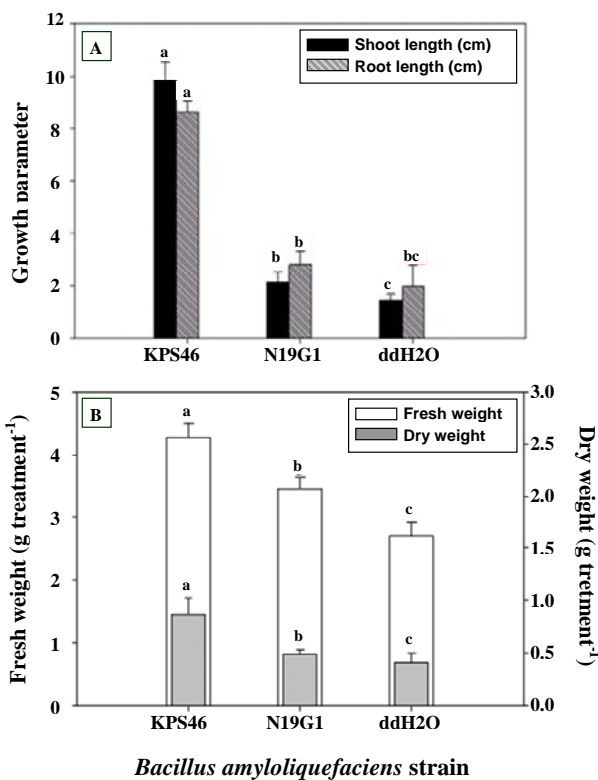 A
Shoot length (cm)
Root length (cm)
Growth parameter
12
10
8
6
4
2
0
a
a
b
b
c
bc
KPS46 N19G1 ddH2O
B
Fresh weight
Dry weight
Fresh weight (g treatment-1)
5
4
3
2
1
0
a
b
c
a
b
c
3.0
2.5
2.0
1.5
1.0
0.5
0.0
Dry weight (g tretment-1)
KPS46 N19G1 ddH2O
Bacillus amyloliquefaciens strain